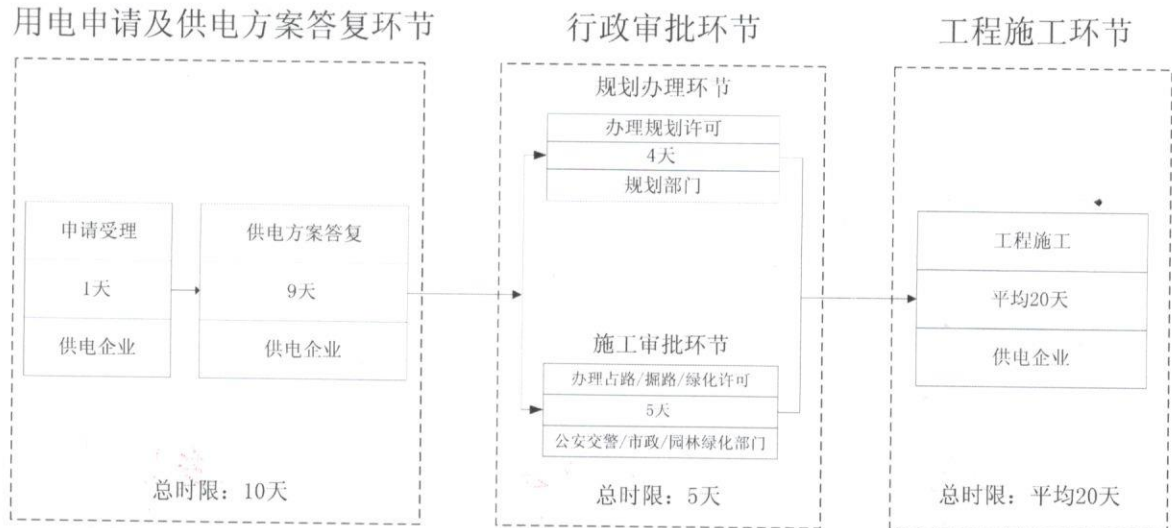 用电申请及供电方案答复环节
申请受理
1天
供电企业
供电方案答复
9天
供电企业
总时限：10天
行政审批环节
规划办理环节
办理规划许可
4天
规划部门
施工审批环节
办理占路/掘路/绿化许可
5天
公安交警/市政/园林绿化部门
总时限：5天
工程施工环节
工程施工
平均20天
供电企业
总时限：平均20天